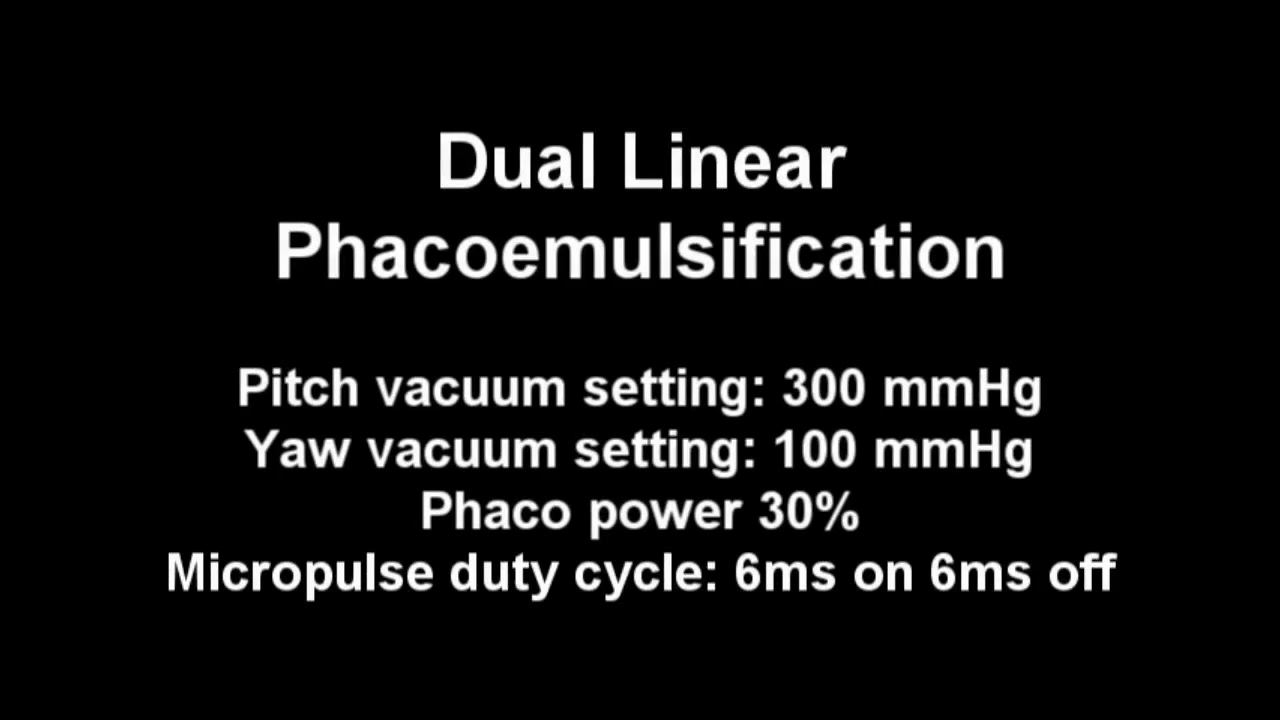 Dual Linear
Phacoemulsification
Pitch vacuum setting: 300 mmHg
Yaw vacuum setting: 100 mmHg
Phaco power 30%
Micropulse duty cycle: 6ms on 6ms off